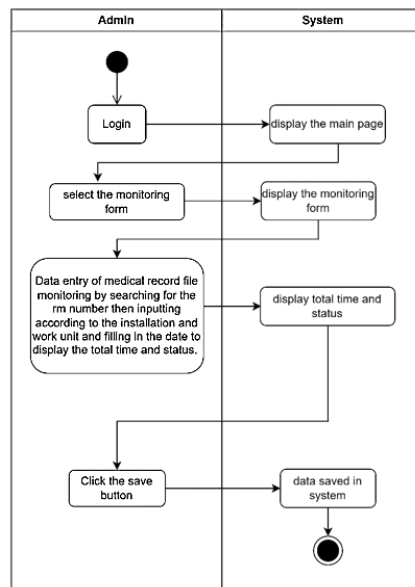 Admin
System
Login
display the main page
select the monitoring
form
display the monitoring
form
Data entry of medical record file
monitoring by searching for the
rm number then inputting
according to the installation and
work unit and filling in the date to
display the total time and status.
display total time and
status
Click the save
button
data saved in
system